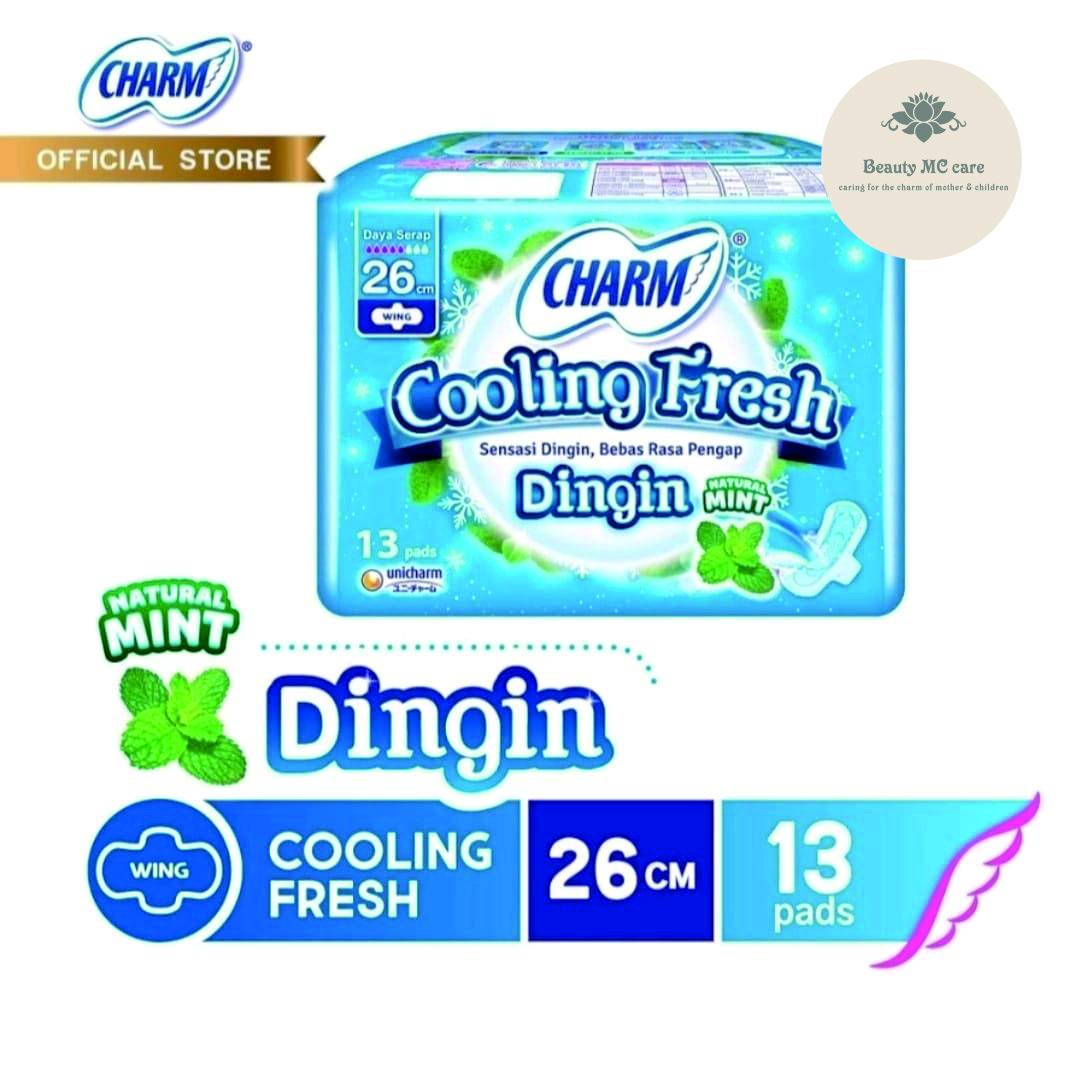 CHARM®
OFFICIAL STORE
Beauty MC care
caring for the charm of mother & children
Daya Serap
26 cm
WING
CHARM®
Cooling Fresh
Sensasi Dingin, Bebas Rasa Pengap
Dingin
NATURAL
MINT
13 pads
unicharm
ユニ・チャーム
NATURAL
MINT
Dingin
WING
COOLING
FRESH
26 CM
13
pads